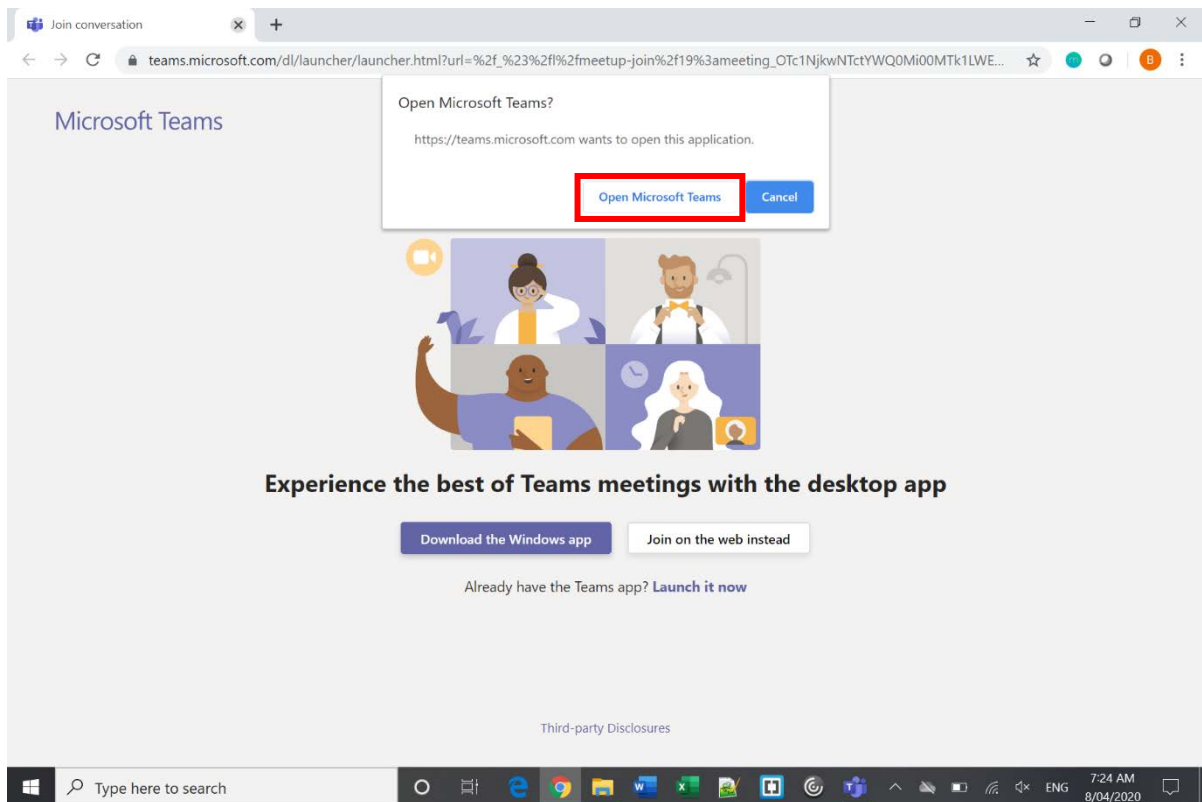 Join conversation
teams.microsoft.com/dl/launcher/launcher.html?url=%2f_%23%2fl%2fmeetup-join%2f19%3ameeting_OTc1NjkwNTctYWQ0Mi00MTk1LWE...
B
Microsoft Teams
Open Microsoft Teams?
https://teams.microsoft.com wants to open this application.
Open Microsoft Teams
Cancel
Experience the best of Teams meetings with the desktop app
Download the Windows app
Join on the web instead
Already have the Teams app? Launch it now
Third-party Disclosures
Type here to search
ENG
7:24 AM
8/04/2020